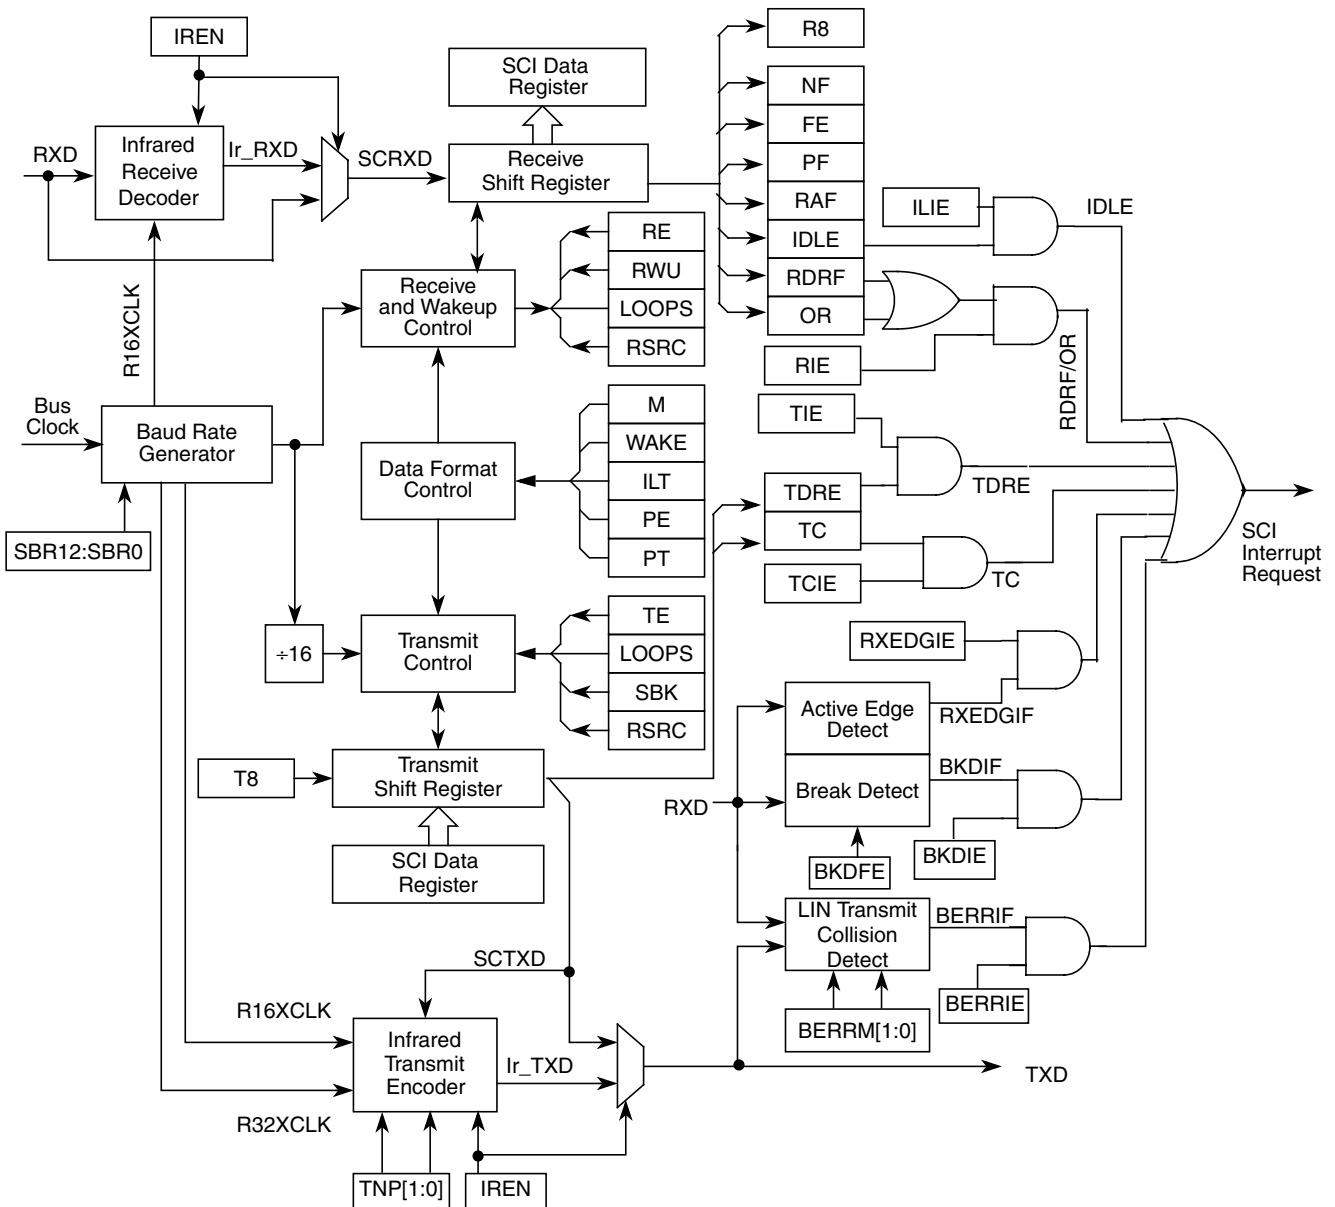 IREN
SCI Data
Register
R8
NF
FE
PF
RAF
IDLE
RDRF
OR
RXD
Infrared
Receive
Decoder
Ir_RXD
SCRXD
Receive
Shift Register
ILIE
IDLE
RE
RWU
LOOPS
RSRC
Receive
and Wakeup
Control
R16XCLK
RIE
RDRF/OR
Bus
Clock
Baud Rate
Generator
M
WAKE
ILT
PE
PT
Data Format
Control
TIE
TDRE
TC
TCIE
TDRE
TC
SCI
Interrupt
Request
SBR12:SBR0
÷16
Transmit
Control
TE
LOOPS
SBK
RSRC
RXEDGIE
Active Edge
Detect
RXEDGIF
T8
Transmit
Shift Register
RXD
Break Detect
BKDIF
BKDIE
BKDFE
SCI Data
Register
LIN Transmit
Collision
Detect
BERRIF
BERRIE
BERRM[1:0]
SCTXD
R16XCLK
Infrared
Transmit
Encoder
Ir_TXD
TXD
R32XCLK
TNP[1:0]
IREN